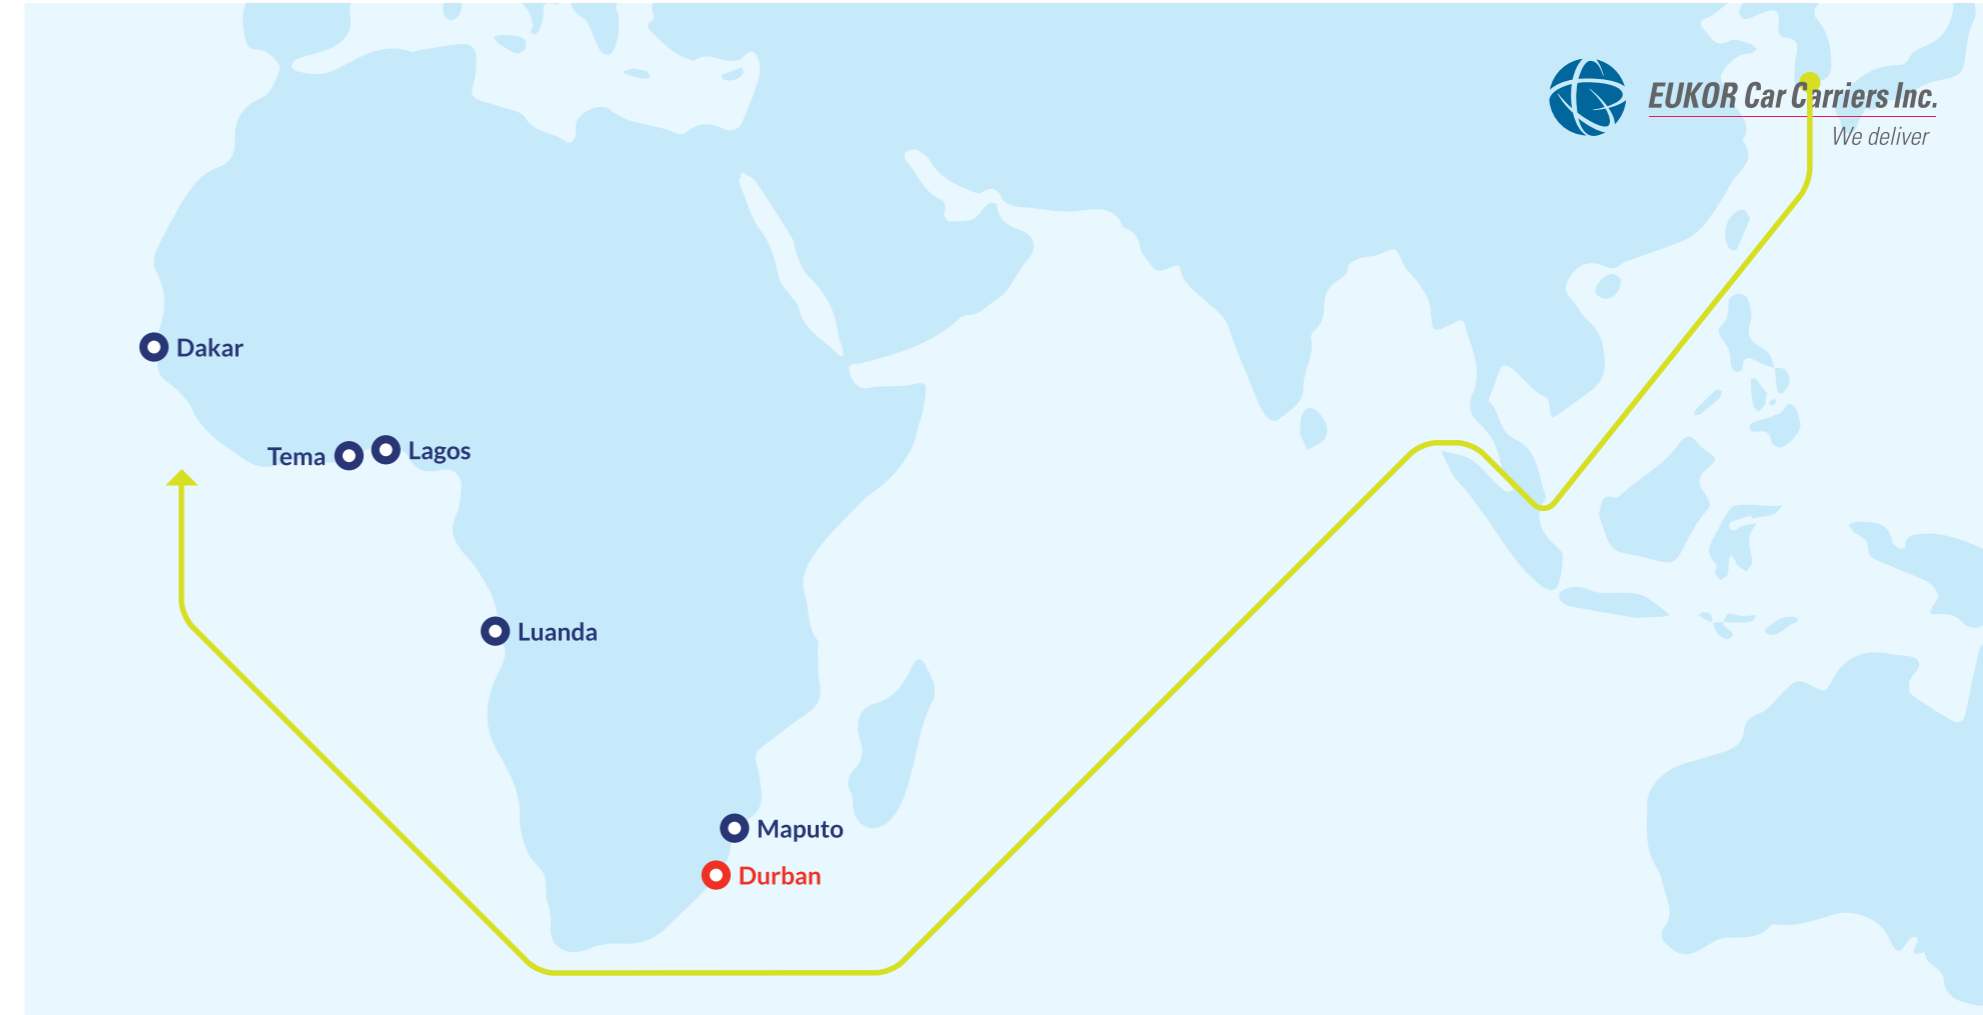 EUKOR Car Carriers Inc.
We deliver
Dakar
Tema
Lagos
Luanda
Maputo
Durban